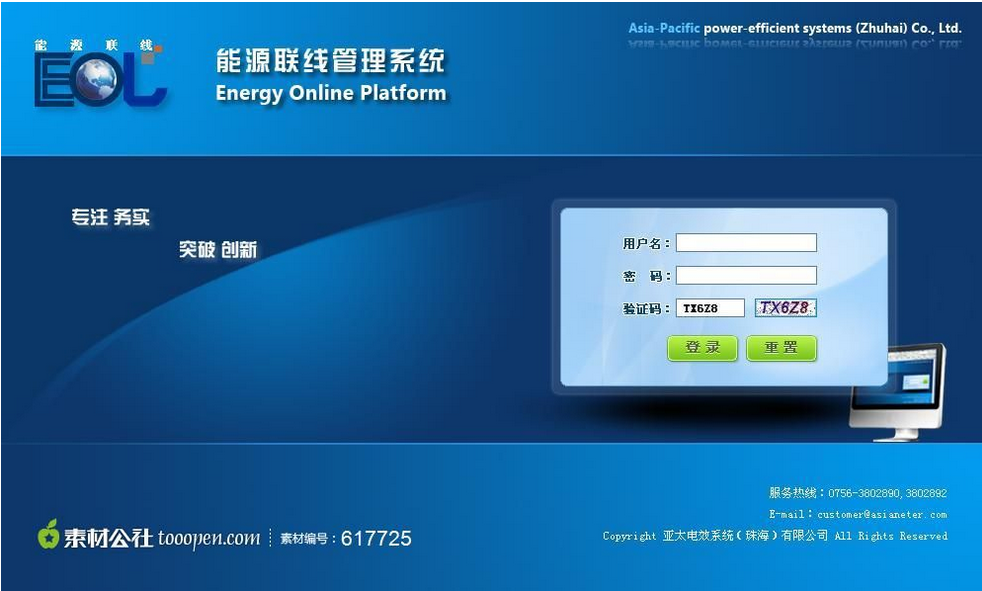 Asia-Pacific power-efficient systems (Zhuhai) Co., Ltd.
能 源 联 线
EOL
能源联线管理系统
Energy Online Platform
专注 务实
突破 创新
用户名：
密 码：
验证码： TX6Z8 TX6Z8
登录 重置
服务热线：0756-3802890,3802892
E-mail：customer@asianeter.com
Copyright 亚太电效系统（珠海）有限公司 All Rights Reserved
素材公社 tooopen.com 素材编号：617725